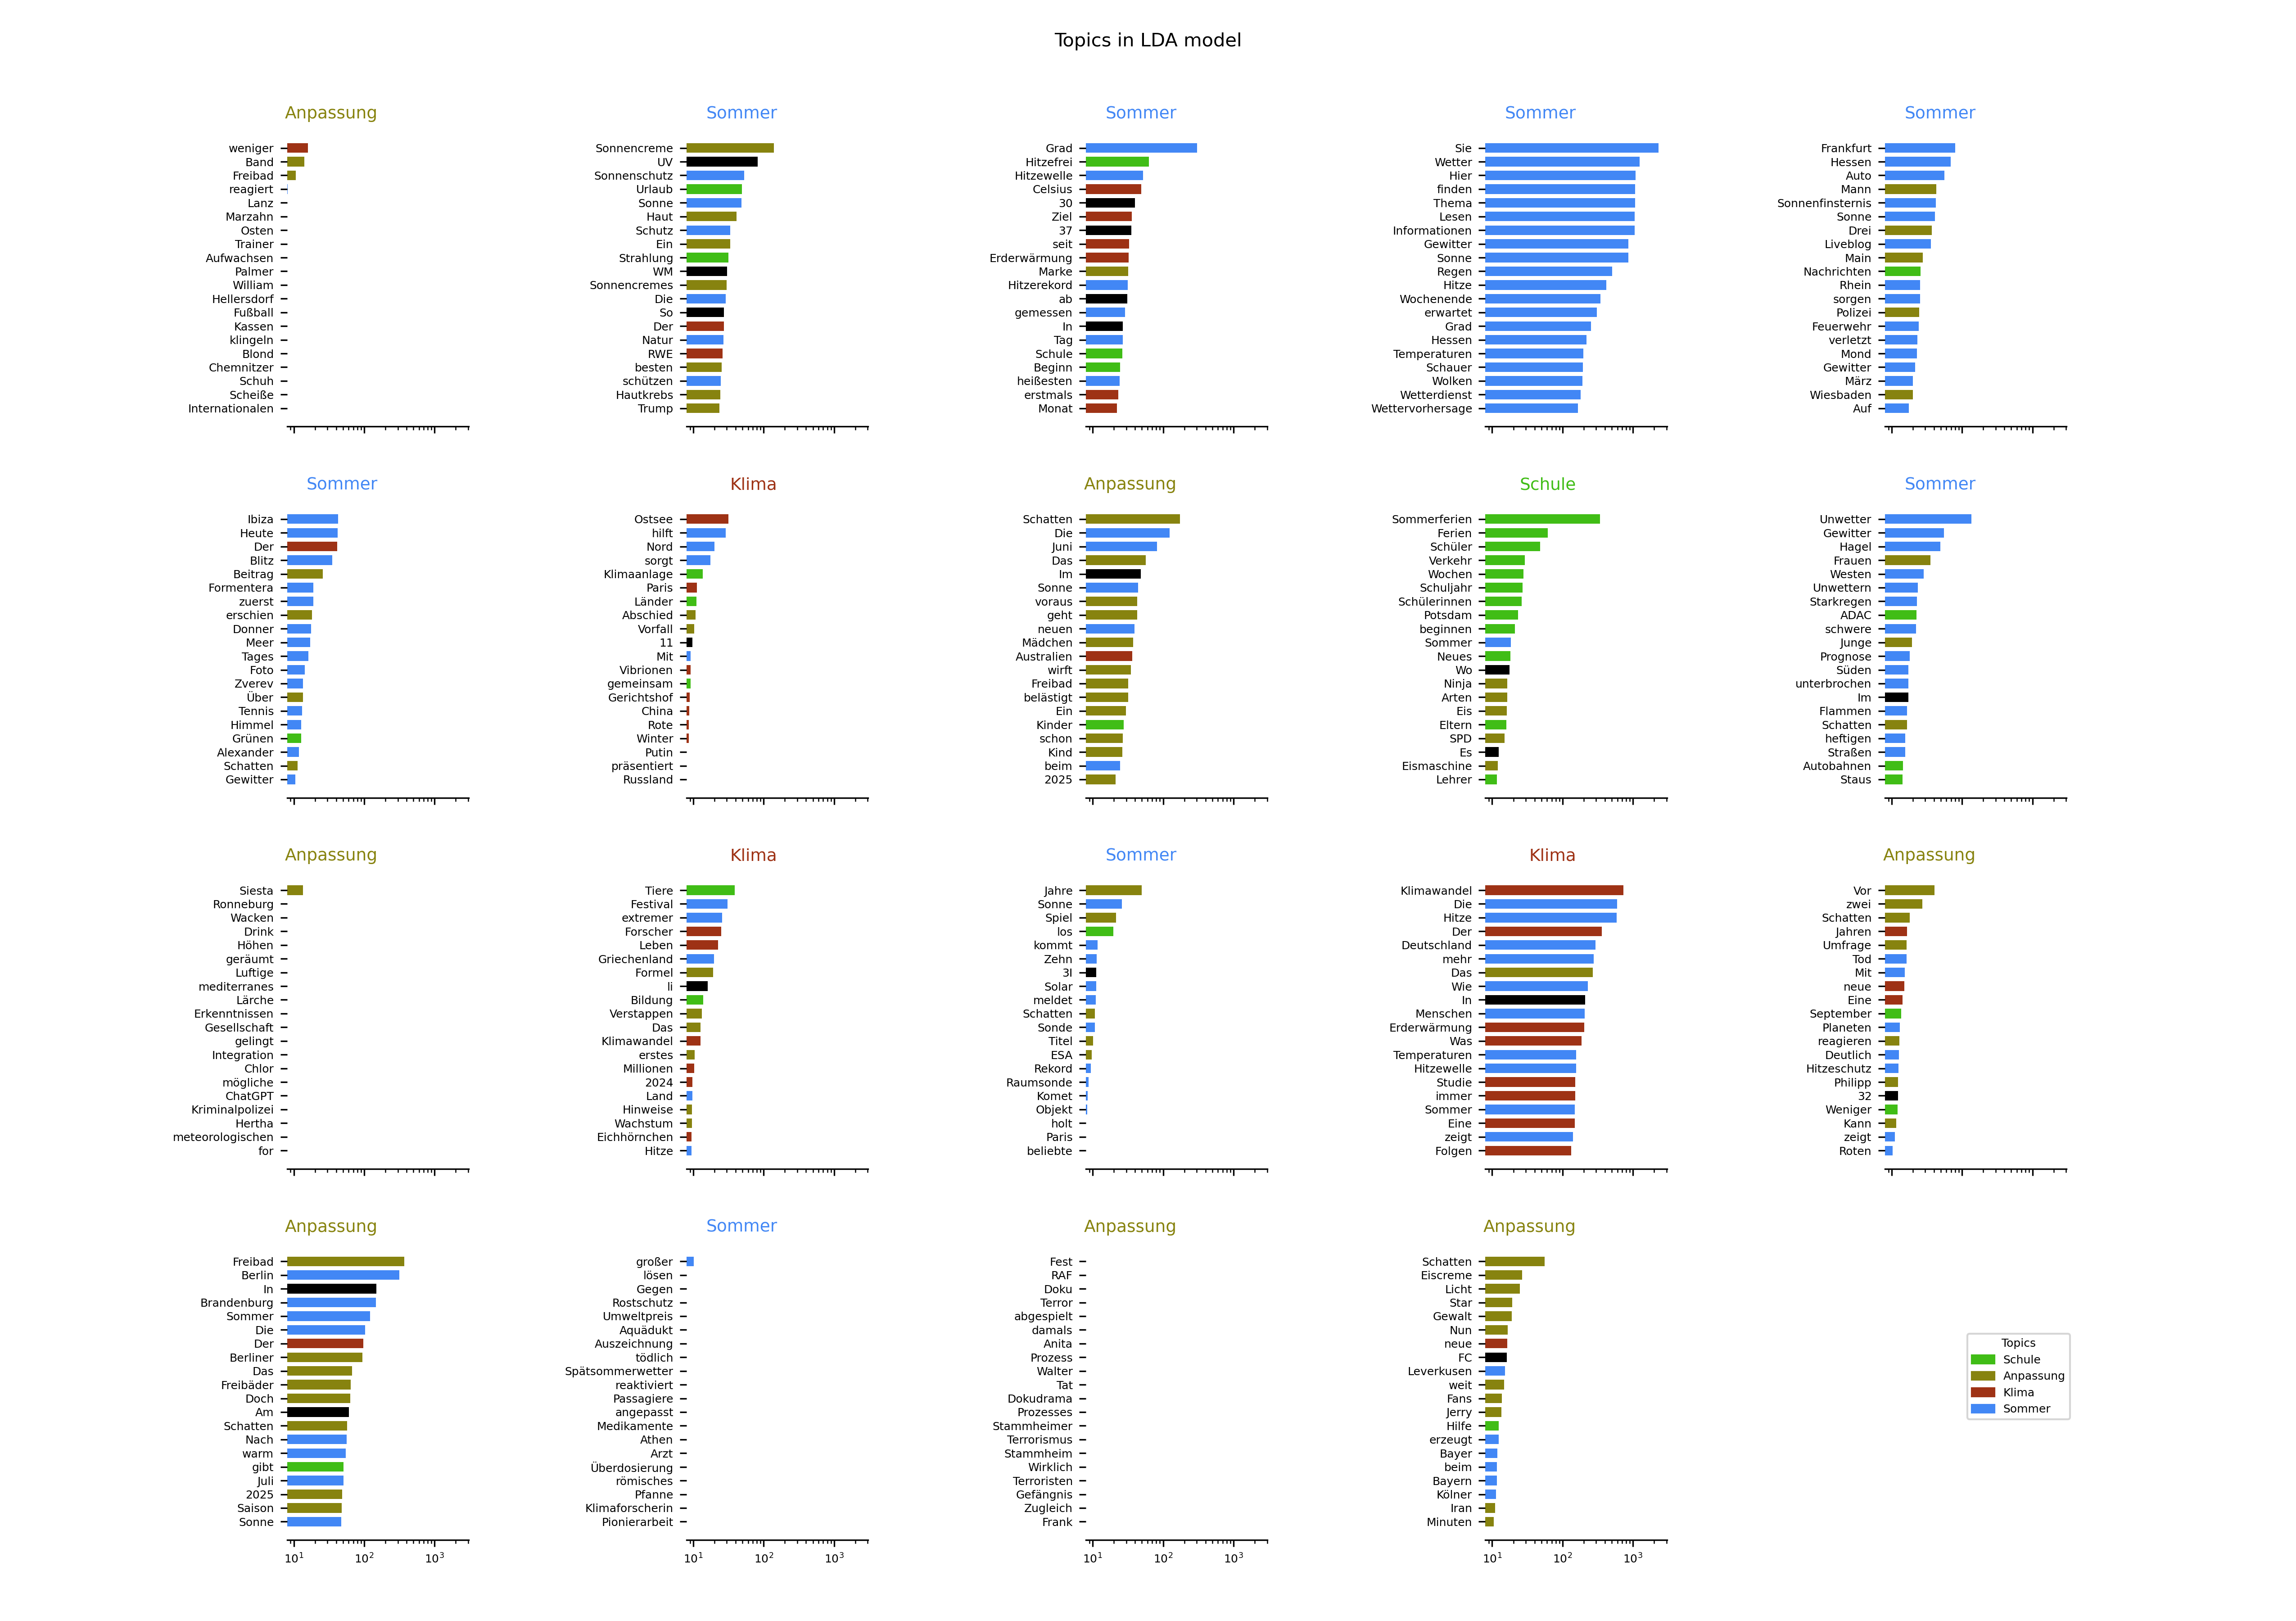 Topics in LDA model
Anpassung
weniger
Band
Freibad
reagiert
Lanz
Marzahn
Osten
Trainer
Aufwachsen
Palmer
William
Hellersdorf
Fußball
Kassen
klingeln
Blond
Chemnitzer
Schuh
Scheiße
Internationalen
Sommer
Sonnencreme
UV
Sonnenschutz
Urlaub
Sonne
Haut
Schutz
Ein
Strahlung
WM
Sonnencremes
Die
So
Der
Natur
RWE
besten
schützen
Hautkrebs
Trump
Sommer
Grad
Hitzefrei
Hitzewelle
Celsius
30
Ziel
37
seit
Erderwärmung
Marke
Hitzerekord
ab
gemessen
In
Tag
Schule
Beginn
heißesten
erstmals
Monat
Sommer
Sie
Wetter
Hier
finden
Thema
Lesen
Informationen
Gewitter
Sonne
Regen
Hitze
Wochenende
erwartet
Grad
Hessen
Temperaturen
Schauer
Wolken
Wetterdienst
Wettervorhersage
Sommer
Frankfurt
Hessen
Auto
Mann
Sonnenfinsternis
Sonne
Drei
Liveblog
Main
Nachrichten
Rhein
sorgen
Polizei
Feuerwehr
verletzt
Mond
Gewitter
März
Wiesbaden
Auf
Sommer
Ibiza
Heute
Der
Blitz
Beitrag
Formentera
zuerst
erschien
Donner
Meer
Tages
Foto
Zverev
Über
Tennis
Himmel
Grünen
Alexander
Schatten
Gewitter
Klima
Ostsee
hilft
Nord
sorgt
Klimaanlage
Paris
Länder
Abschied
Vorfall
11
Mit
Vibrionen
gemeinsam
Gerichtshof
China
Rote
Winter
Putin
präsentiert
Russland
Anpassung
Schatten
Die
Juni
Das
Im
Sonne
voraus
geht
neuen
Mädchen
Australien
wirft
Freibad
belästigt
Ein
Kinder
schon
Kind
beim
2025
Schule
Sommerferien
Ferien
Schüler
Verkehr
Wochen
Schuljahr
Schülerinnen
Potsdam
beginnen
Sommer
Neues
Wo
Ninja
Arten
Eis
Eltern
SPD
Es
Eismaschine
Lehrer
Sommer
Unwetter
Gewitter
Hagel
Frauen
Westen
Unwettern
Starkregen
ADAC
schwere
Junge
Prognose
Süden
unterbrochen
Im
Flammen
Schatten
heftigen
Straßen
Autobahnen
Staus
Anpassung
Siesta
Ronneburg
Wacken
Drink
Höhen
geräumt
Luftige
mediterranes
Lärche
Erkenntnissen
Gesellschaft
gelingt
Integration
Chlor
mögliche
ChatGPT
Kriminalpolizei
Hertha
meteorologischen
for
Klima
Tiere
Festival
extremer
Forscher
Leben
Griechenland
Formel
li
Bildung
Verstappen
Das
Klimawandel
erstes
Millionen
2024
Land
Hinweise
Wachstum
Eichhörnchen
Hitze
Sommer
Jahre
Sonne
Spiel
los
kommt
Zehn
3I
Solar
meldet
Schatten
Sonde
Titel
ESA
Rekord
Raumsonde
Komet
Objekt
holt
Paris
beliebte
Klima
Klimawandel
Die
Hitze
Der
Deutschland
mehr
Das
Wie
In
Menschen
Erderwärmung
Was
Temperaturen
Hitzewelle
Studie
immer
Sommer
Eine
zeigt
Folgen
Anpassung
Vor
zwei
Schatten
Jahren
Umfrage
Tod
Mit
neue
Eine
September
Planeten
reagieren
Deutlich
Hitzeschutz
Philipp
32
Weniger
Kann
zeigt
Roten
Anpassung
Freibad
Berlin
In
Brandenburg
Sommer
Die
Der
Berliner
Das
Freibäder
Doch
Am
Schatten
Nach
warm
gibt
Juli
2025
Saison
Sonne
10¹ 10² 10³
Sommer
großer
lösen
Gegen
Rostschutz
Umweltpreis
Aquädukt
Auszeichnung
tödlich
Spätsommerwetter
reaktiviert
Passagiere
angepasst
Medikamente
Athen
Arzt
Überdosierung
römisches
Pfanne
Klimaforscherin
Pionierarbeit
10¹ 10² 10³
Anpassung
Fest
RAF
Doku
Terror
abgespielt
damals
Anita
Prozess
Walter
Tat
Dokudrama
Prozesses
Stammheimer
Terrorismus
Stammheim
Wirklich
Terroristen
Gefängnis
Zugleich
Frank
10¹ 10² 10³
Anpassung
Schatten
Eiscreme
Licht
Star
Gewalt
Nun
neue
FC
Leverkusen
weit
Fans
Jerry
Hilfe
erzeugt
Bayer
beim
Bayern
Kölner
Iran
Minuten
10¹ 10² 10³
Topics
Schule
Anpassung
Klima
Sommer